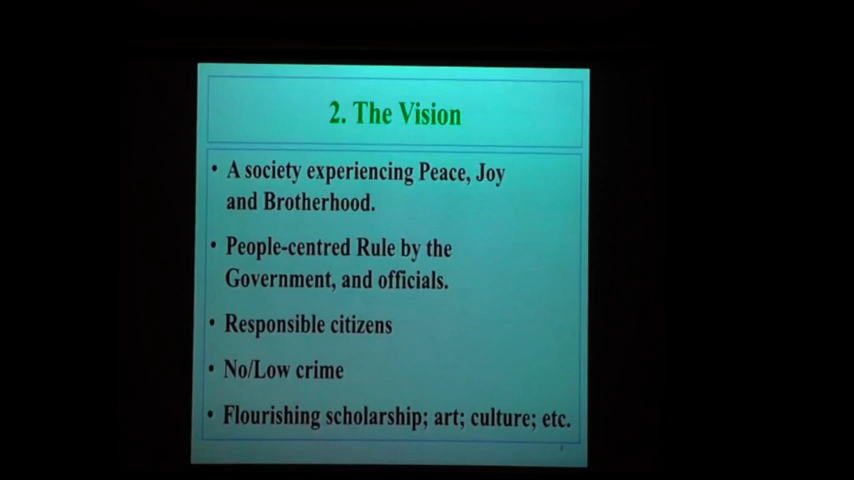 2. The Vision
• A society experiencing Peace, Joy
and Brotherhood.
• People-centred Rule by the
Government, and officials.
• Responsible citizens
• No/Low crime
• Flourishing scholarship; art; culture; etc.